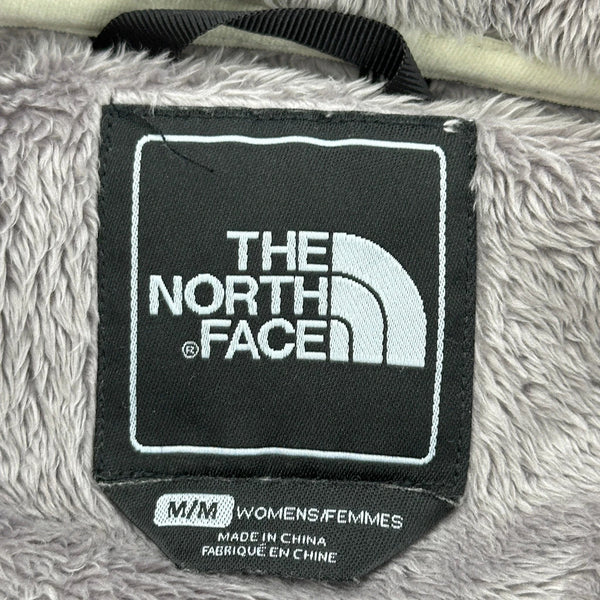 THE
NORTH
® FACE
M/M WOMENS/FEMMES
MADE IN CHINA
FABRIQUÉ EN CHINE